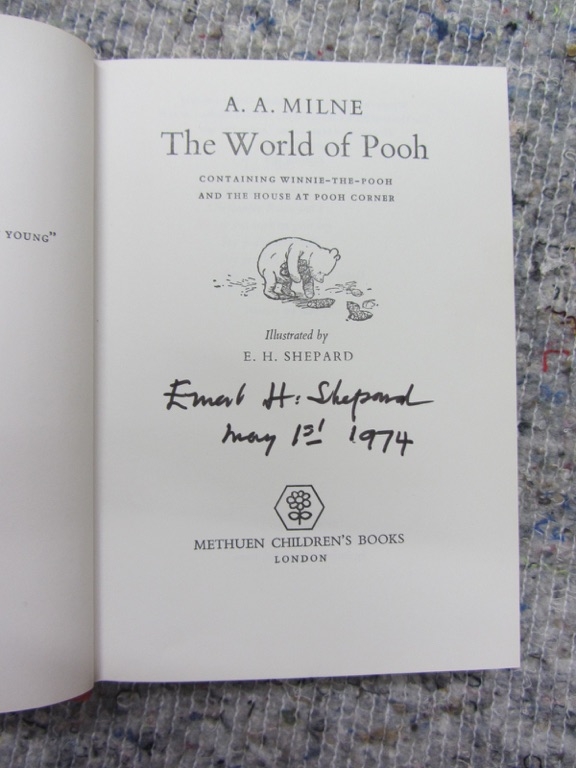 YOUNG"
A. A. MILNE
The World of Pooh
CONTAINING WINNIE-THE-POOH
AND THE HOUSE AT POOH CORNER
Illustrated by
E. H. SHEPARD
Ernest H. Shepard
May 1st 1974
METHUEN CHILDREN'S BOOKS
LONDON